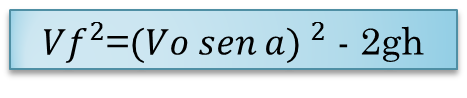 Vf²=(Vo sen a) ² - 2gh